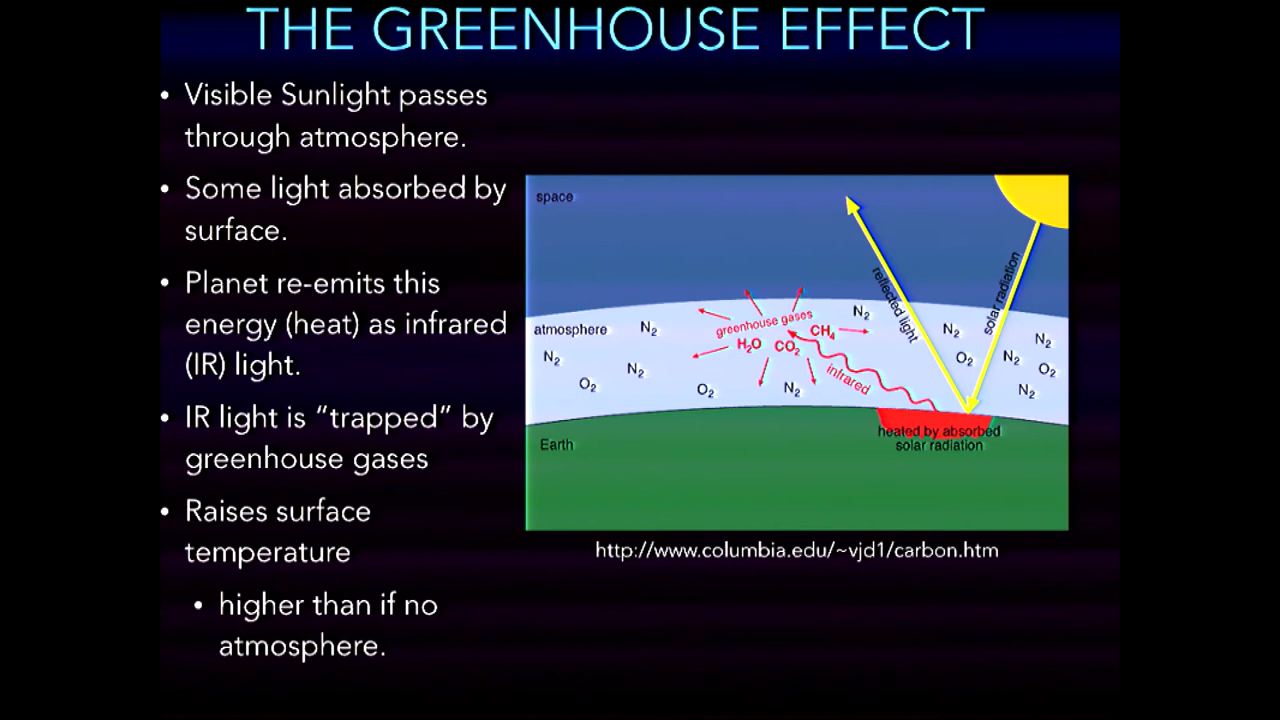 THE GREENHOUSE EFFECT
• Visible Sunlight passes
through atmosphere.
• Some light absorbed by
surface.
• Planet re-emits this
energy (heat) as infrared
(IR) light.
• IR light is “trapped” by
greenhouse gases
• Raises surface
temperature
• higher than if no
atmosphere.
space
reflected light
solar radiation
atmosphere
N₂
N₂
N₂
O₂
greenhouse gases
H₂O
CO₂
CH₄
O₂
N₂
N₂
infrared
N₂
O₂
N₂
N₂
O₂
N₂
heated by absorbed
solar radiation
Earth
http://www.columbia.edu/~vjd1/carbon.htm